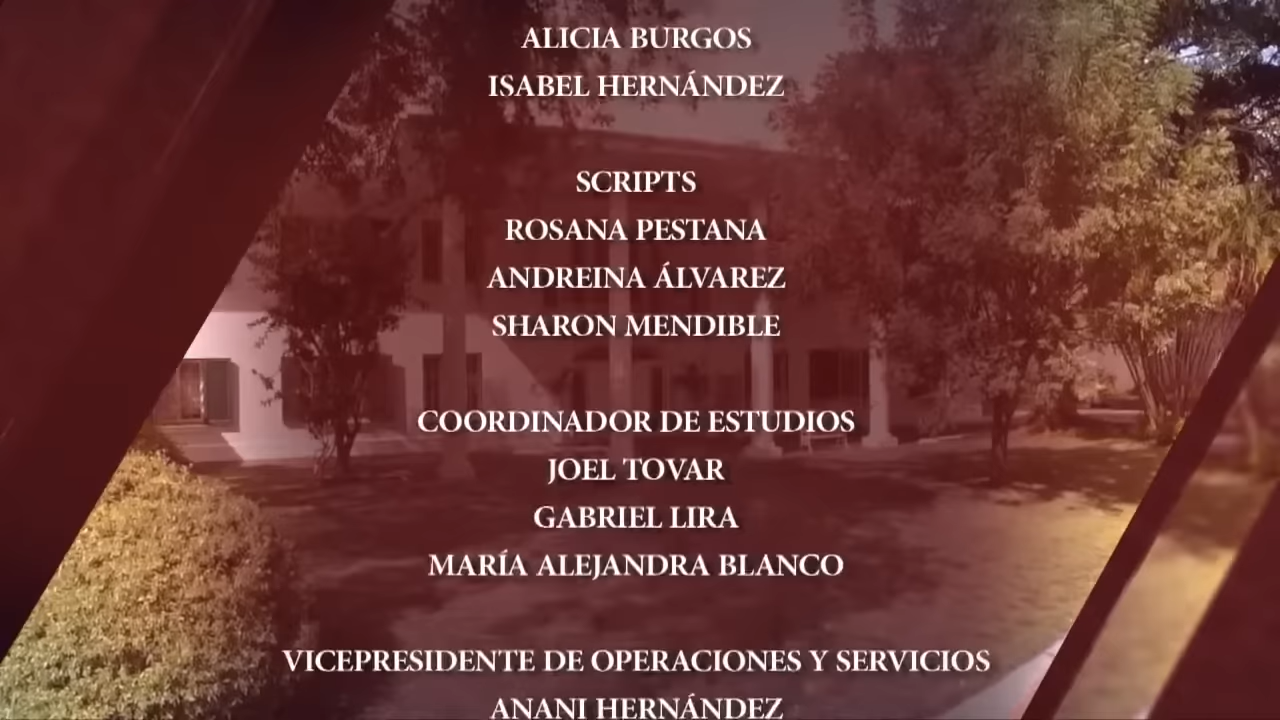 ALICIA BURGOS
ISABEL HERNÁNDEZ
SCRIPTS
ROSANA PESTANA
ANDREINA ÁLVAREZ
SHARON MENDIBLE
COORDINADOR DE ESTUDIOS
JOEL TOVAR
GABRIEL LIRA
MARÍA ALEJANDRA BLANCO
VICEPRESIDENTE DE OPERACIONES Y SERVICIOS
ANANI HERNÁNDEZ